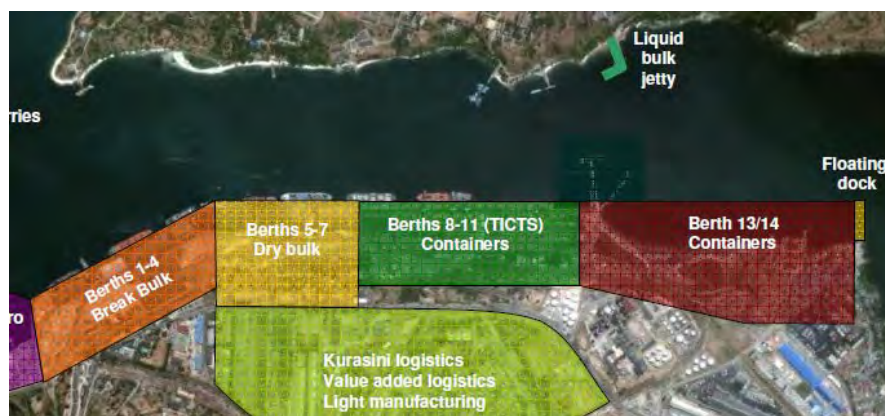 Liquid
bulk
jetty
rries
Floating
dock
Berths 1-4
Break Bulk
Berths 5-7
Dry bulk
Berths 8-11 (TICTS)
Containers
Berth 13/14
Containers
ro
Kurasini logistics
Value added logistics
Light manufacturing